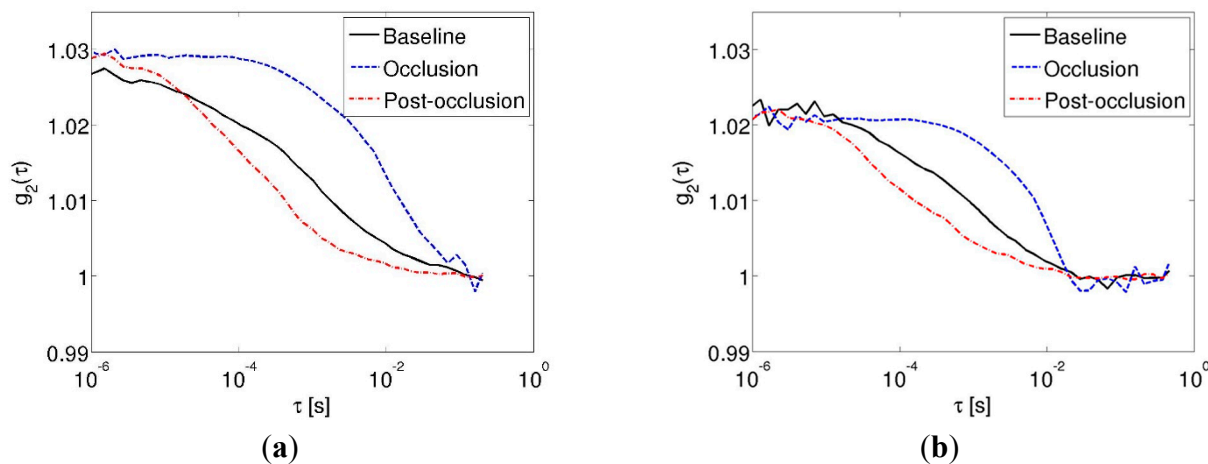 1.03
1.02
1.01
1
0.99
g₂(τ)
10⁻⁶
10⁻⁴
10⁻²
10⁰
τ [s]
Baseline
Occlusion
Post-occlusion
(a)
1.03
1.02
1.01
1
0.99
g₂(τ)
10⁻⁶
10⁻⁴
10⁻²
10⁰
τ [s]
Baseline
Occlusion
Post-occlusion
(b)